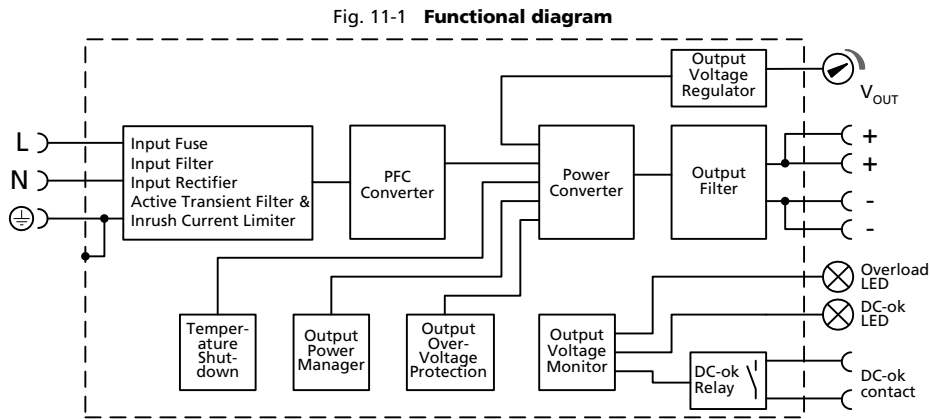 Fig. 11-1 Functional diagram
Output
Voltage
Regulator
V OUT
L
N
Input Fuse
Input Filter
Input Rectifier
Active Transient Filter &
Inrush Current Limiter
PFC
Converter
Power
Converter
Output
Filter
+
+
-
-
Overload
LED
DC-ok
LED
Temper-
ature
Shut-
down
Output
Power
Manager
Output
Over-
Voltage
Protection
Output
Voltage
Monitor
DC-ok
Relay
DC-ok
contact